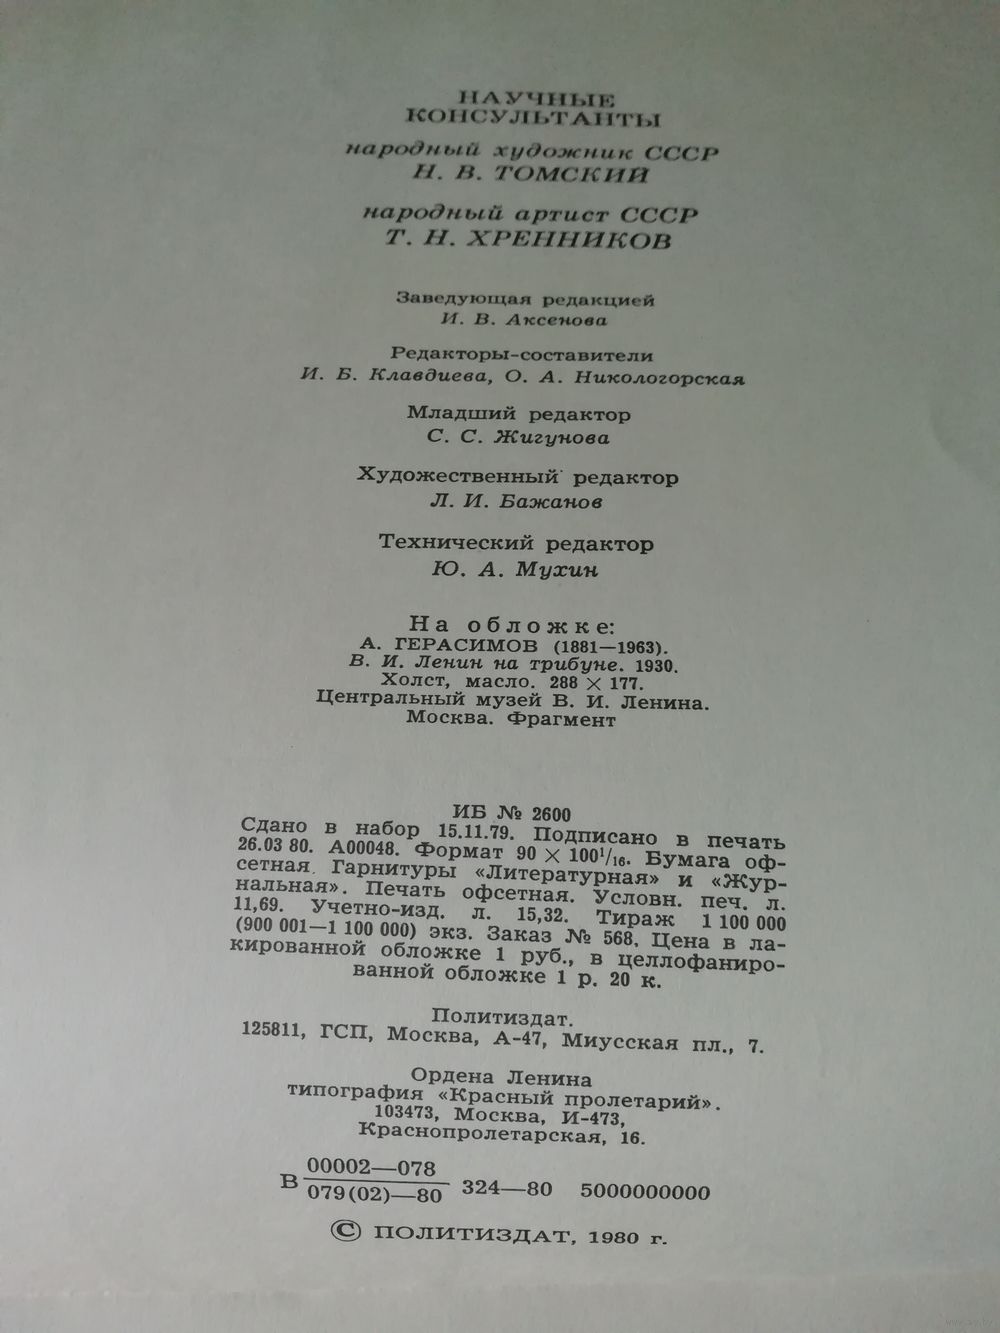 НАУЧНЫЕ
КОНСУЛЬТАНТЫ
народный художник СССР
Н. В. ТОМСКИЙ
народный артист СССР
Т. Н. ХРЕННИКОВ
Заведующая редакцией
И. В. Аксенова
Редакторы-составители
И. Б. Клавдиева, О. А. Никологорская
Младший редактор
С. С. Жигунова
Художественный редактор
Л. И. Бажанов
Технический редактор
Ю. А. Мухин
На обложке:
А. ГЕРАСИМОВ (1881—1963).
В. И. Ленин на трибуне. 1930.
Холст, масло. 288 × 177.
Центральный музей В. И. Ленина.
Москва. Фрагмент
ИБ № 2600
Сдано в набор 15.11.79. Подписано в печать
26.03 80. А00048. Формат 90 × 100¹/₁₆. Бумага оф-
сетная. Гарнитуры «Литературная» и «Жур-
нальная». Печать офсетная. Условн. печ. л.
11,69. Учетно-изд. л. 15,32. Тираж 1 100 000
(900 001—1 100 000) экз. Заказ № 568. Цена в ла-
кированной обложке 1 руб., в целлофаниро-
ванной обложке 1 р. 20 к.
Политиздат.
125811, ГСП, Москва, А-47, Миусская пл., 7.
Ордена Ленина
типография «Красный пролетарий».
103473, Москва, И-473,
Краснопролетарская, 16.
В 00002—078
079(02)—80 324—80 5000000000
© ПОЛИТИЗДАТ, 1980 г.